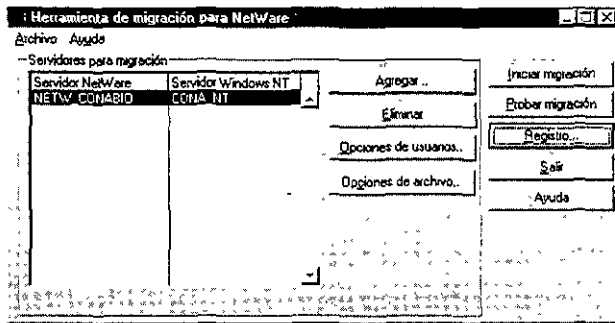 Herramienta de migración para NetWare
Archivo Ayuda
Servidores para migración
Servidor NetWare Servidor Windows NT
NETW_CONABIO CONA_NT
Agregar...
Eliminar
Opciones de usuarios...
Opciones de archivo...
Iniciar migración
Probar migración
Registro...
Salir
Ayuda